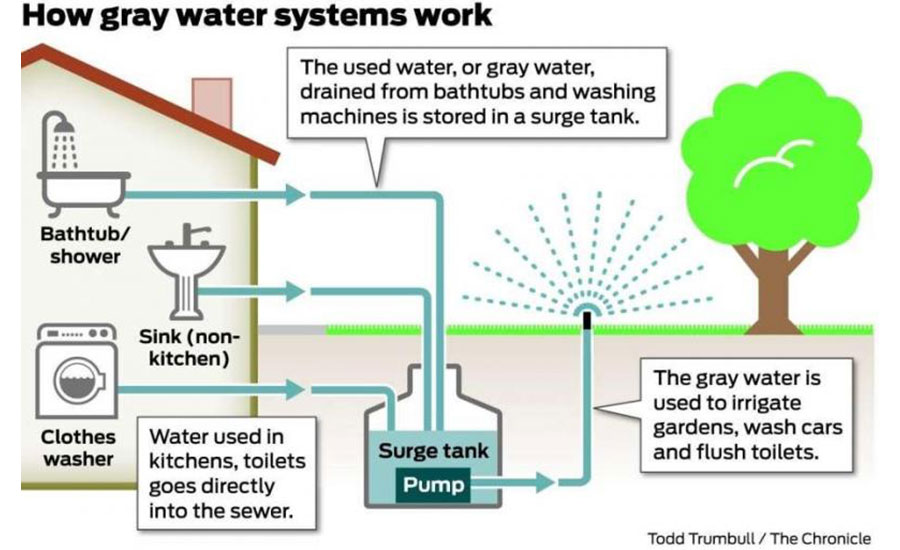 How gray water systems work
The used water, or gray water,
drained from bathtubs and washing
machines is stored in a surge tank.
Bathtub/
shower
Sink (non-
kitchen)
Clothes
washer
Water used in
kitchens, toilets
goes directly
into the sewer.
Surge tank
Pump
The gray water is
used to irrigate
gardens, wash cars
and flush toilets.
Todd Trumbull / The Chronicle